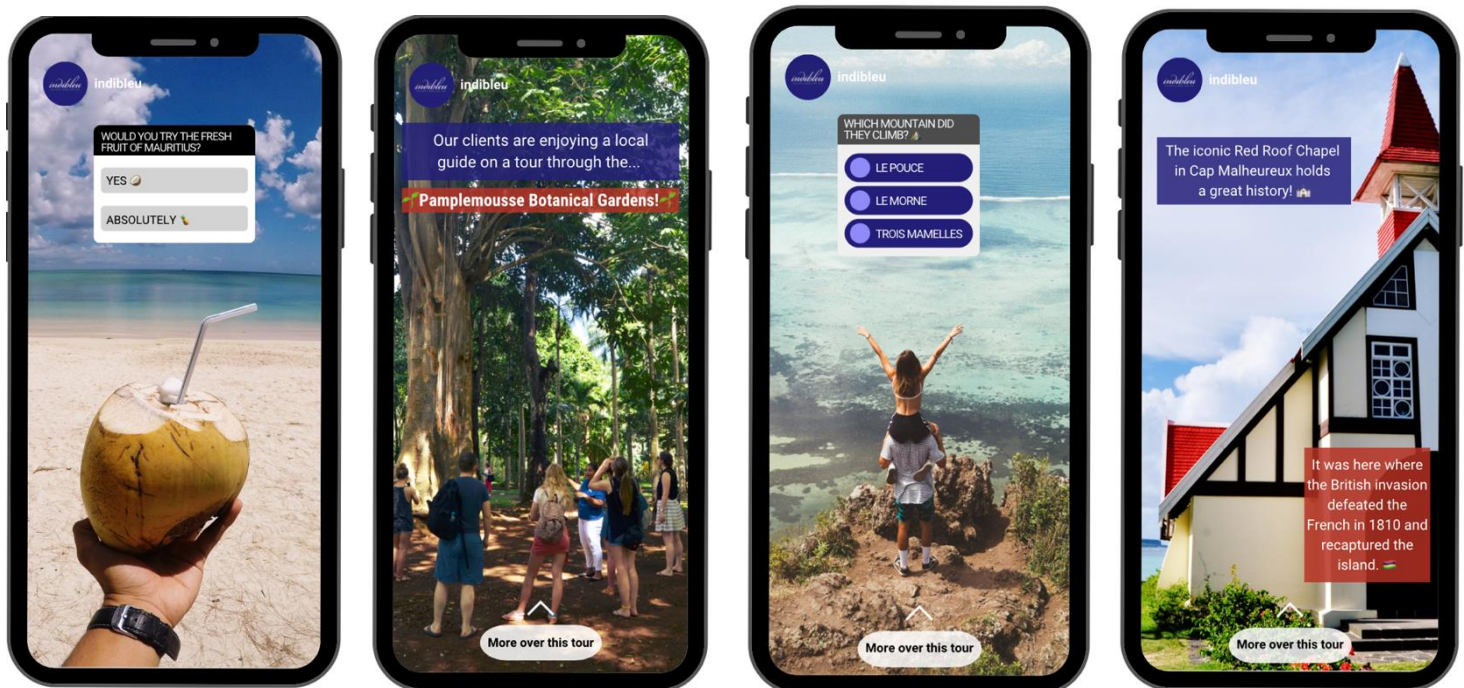 indibleu
indibleu
WOULD YOU TRY THE FRESH
FRUIT OF MAURITIUS?
YES 🥥
ABSOLUTELY 🍹
indibleu
indibleu
Our clients are enjoying a local
guide on a tour through the...
🌱Pamplemousse Botanical Gardens!🌱
More over this tour
indibleu
indibleu
WHICH MOUNTAIN DID
THEY CLIMB? ⛰️
LE POUCE
LE MORNE
TROIS MAMELLES
More over this tour
indibleu
indibleu
The iconic Red Roof Chapel
in Cap Malheureux holds
a great history! 💒
It was here where
the British invasion
defeated the
French in 1810 and
recaptured the
island. 🇲🇺
More over this tour